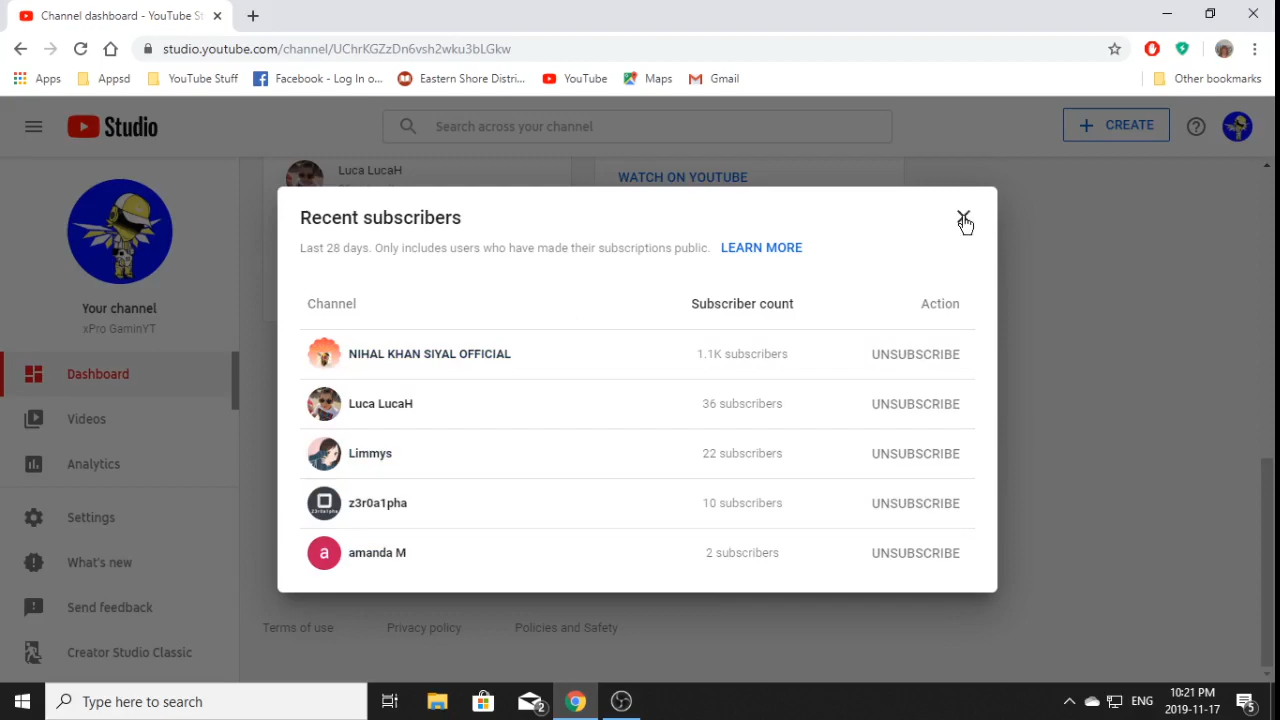 Channel dashboard - YouTube St
studio.youtube.com/channel/UChrKGZzDn6vsh2wku3bLGkw
Apps Appsd YouTube Stuff Facebook - Log In o... Eastern Shore Distri... YouTube Maps Gmail Other bookmarks
Studio Search across your channel CREATE
Luca LucaH
WATCH ON YOUTUBE
Recent subscribers
Last 28 days. Only includes users who have made their subscriptions public. LEARN MORE
Channel Subscriber count Action
NIHAL KHAN SIYAL OFFICIAL 1.1K subscribers UNSUBSCRIBE
Luca LucaH 36 subscribers UNSUBSCRIBE
Limmys 22 subscribers UNSUBSCRIBE
z3r0a1pha 10 subscribers UNSUBSCRIBE
a amanda M 2 subscribers UNSUBSCRIBE
Your channel
xPro GaminYT
Dashboard
Videos
Analytics
Settings
What's new
Send feedback
Creator Studio Classic
Terms of use Privacy policy Policies and Safety
Type here to search 2 ENG 10:21 PM 5
2019-11-17